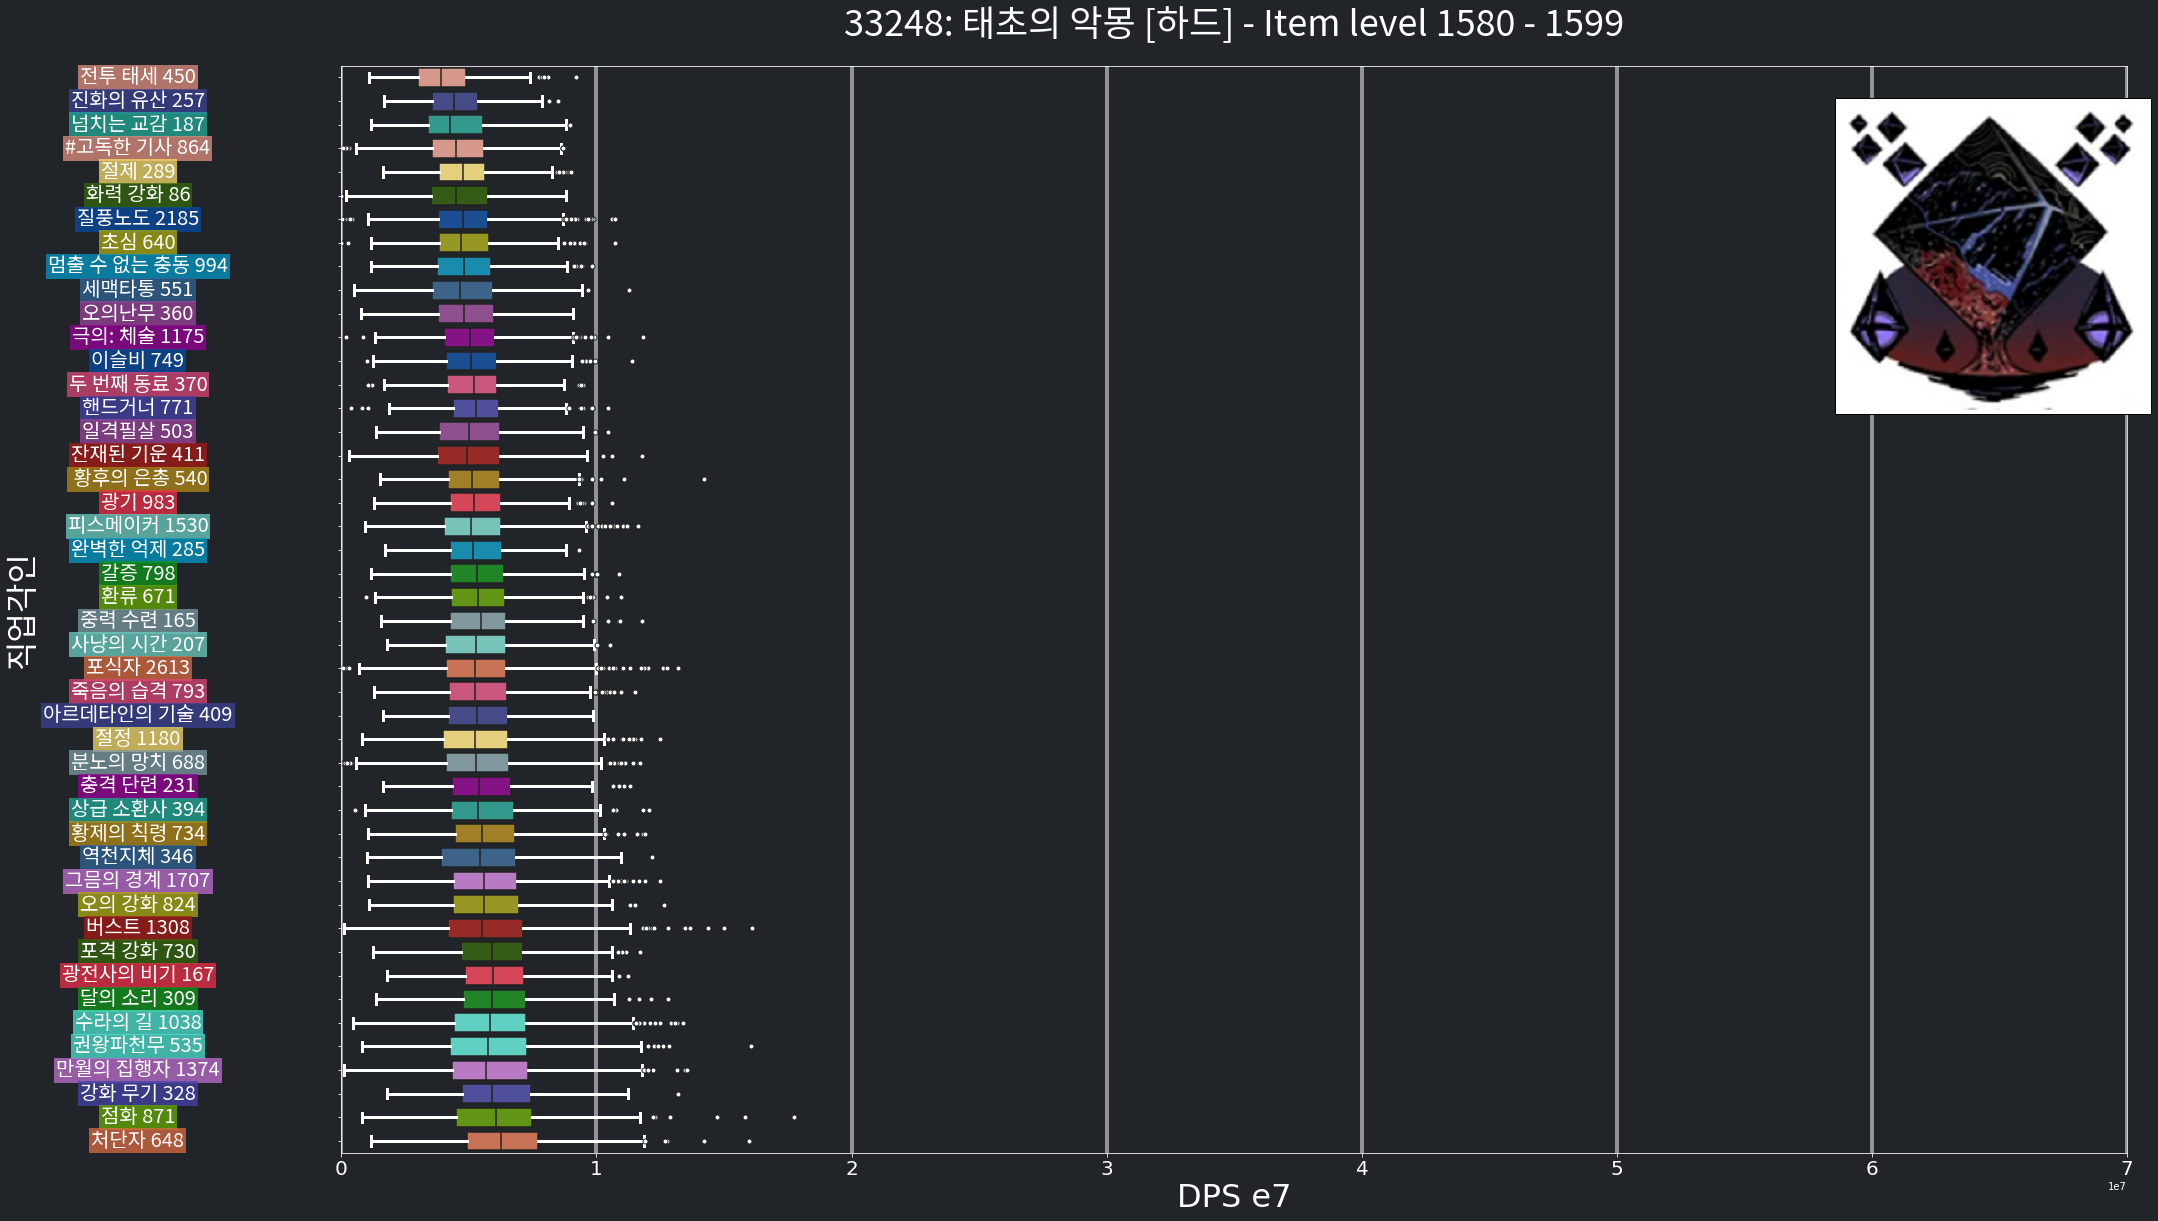 33248: 태초의 악몽 [하드] - Item level 1580 - 1599
직업각인
전투 태세 450
진화의 유산 257
넘치는 교감 187
#고독한 기사 864
절제 289
화력 강화 86
질풍노도 2185
초심 640
멈출 수 없는 충동 994
세맥타통 551
오의난무 360
극의: 체술 1175
이슬비 749
두 번째 동료 370
핸드거너 771
일격필살 503
잔재된 기운 411
황후의 은총 540
광기 983
피스메이커 1530
완벽한 억제 285
갈증 798
환류 671
중력 수련 165
사냥의 시간 207
포식자 2613
죽음의 습격 793
아르데타인의 기술 409
절정 1180
분노의 망치 688
충격 단련 231
상급 소환사 394
황제의 칙령 734
역천지체 346
그믐의 경계 1707
오의 강화 824
버스트 1308
포격 강화 730
광전사의 비기 167
달의 소리 309
수라의 길 1038
권왕파천무 535
만월의 집행자 1374
강화 무기 328
점화 871
처단자 648
0 1 2 3 4 5 6 7
1e7
DPS e7